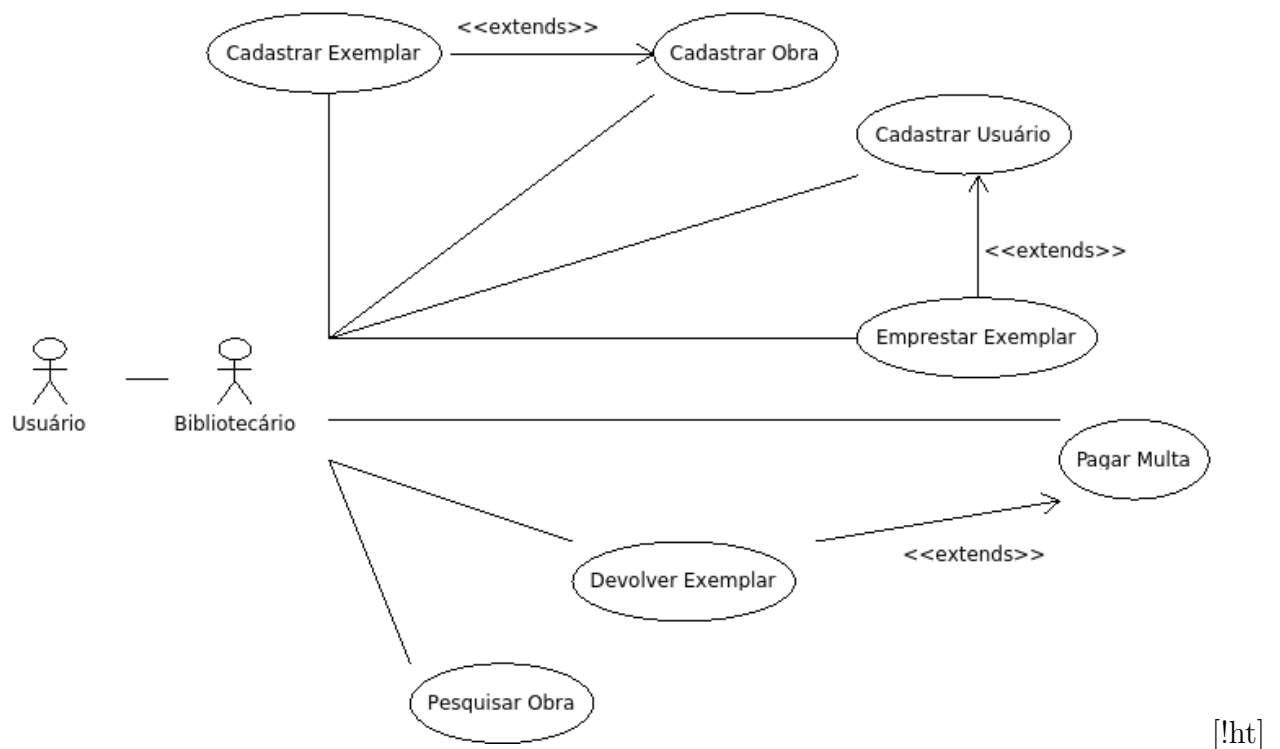 <<extends>>
Cadastrar Exemplar
Cadastrar Obra
Cadastrar Usuário
<<extends>>
Emprestar Exemplar
Usuário
Bibliotecário
Pagar Multa
<<extends>>
Devolver Exemplar
Pesquisar Obra
[!ht]